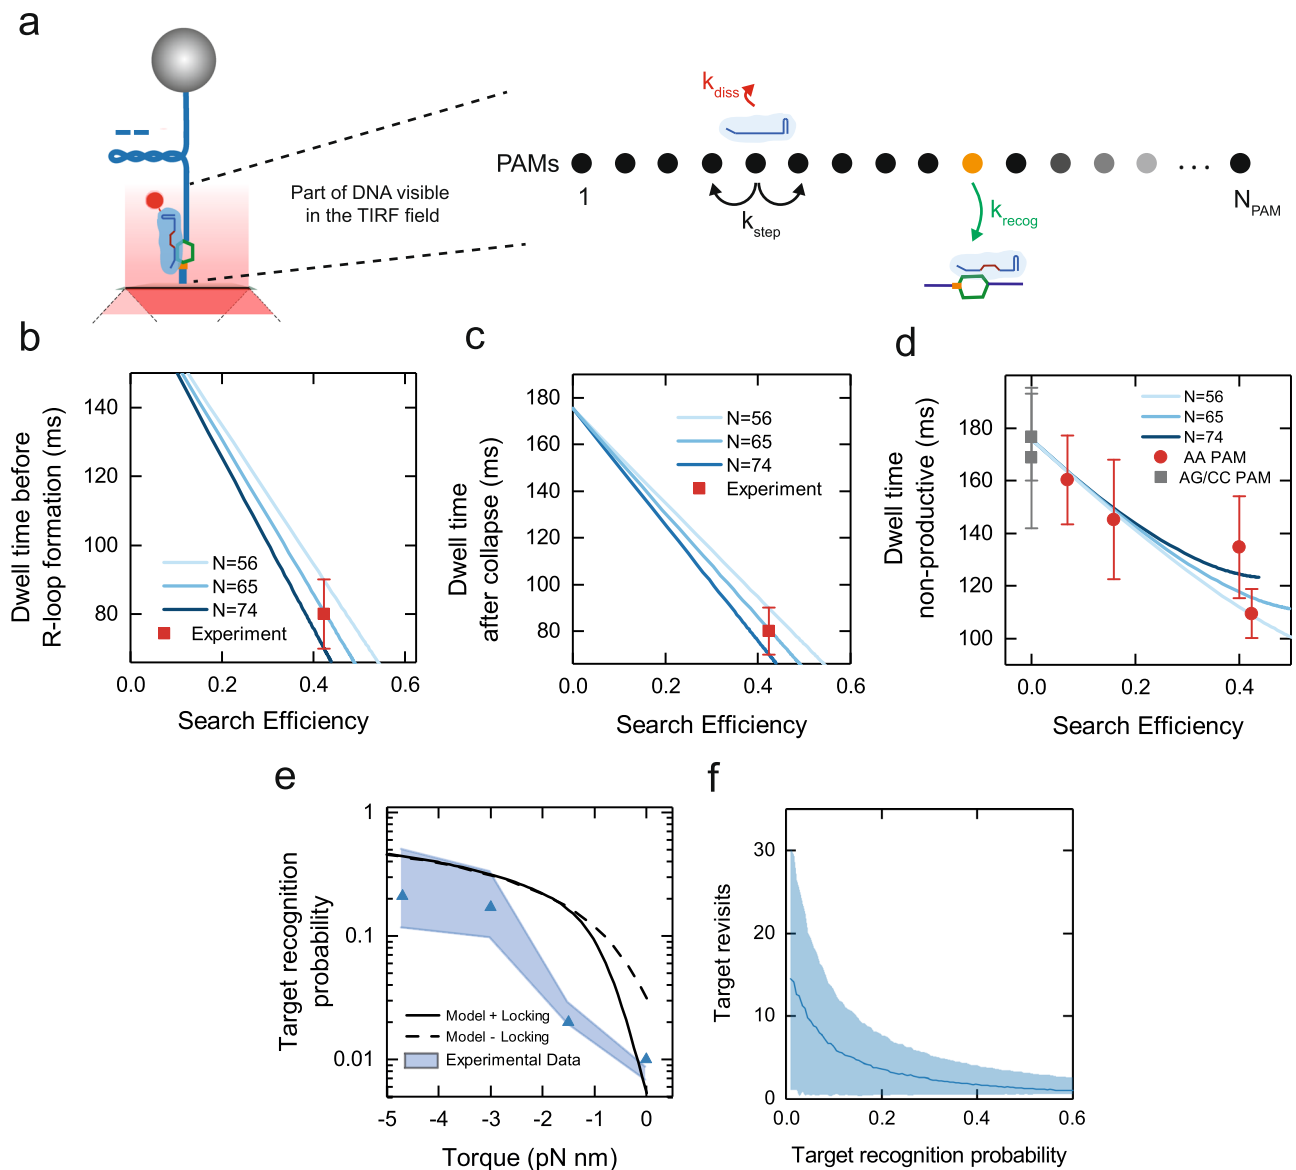 a
k_diss
PAMs
1
...
N_PAM
Part of DNA visible
in the TIRF field
k_step
k_recog
b
Dwell time before
R-loop formation (ms)
140
120
100
80
N=56
N=65
N=74
Experiment
0.0
0.2
0.4
0.6
Search Efficiency
c
Dwell time
after collapse (ms)
180
160
140
120
100
80
N=56
N=65
N=74
Experiment
0.0
0.2
0.4
0.6
Search Efficiency
d
Dwell time
non-productive (ms)
180
160
140
120
100
N=56
N=65
N=74
AA PAM
AG/CC PAM
0.0
0.2
0.4
Search Efficiency
e
Target recognition
probability
1
0.1
0.01
Model + Locking
Model - Locking
Experimental Data
-5
-4
-3
-2
-1
0
Torque (pN nm)
f
Target revisits
30
20
10
0
0.0
0.2
0.4
0.6
Target recognition probability